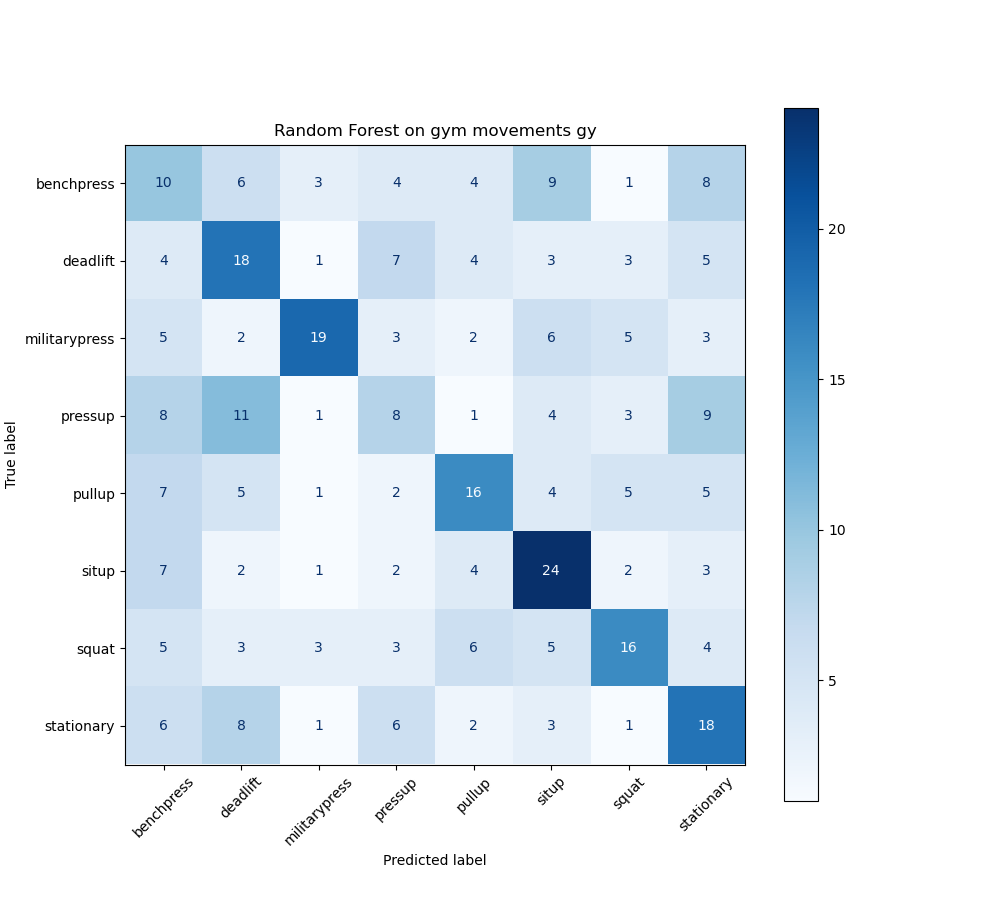 Random Forest on gym movements gy
benchpress 10 6 3 4 4 9 1 8
deadlift 4 18 1 7 4 3 3 5
militarypress 5 2 19 3 2 6 5 3
pressup 8 11 1 8 1 4 3 9
pullup 7 5 1 2 16 4 5 5
situp 7 2 1 2 4 24 2 3
squat 5 3 3 3 6 5 16 4
stationary 6 8 1 6 2 3 1 18
True label
benchpress deadlift militarypress pressup pullup situp squat stationary
Predicted label
20
15
10
5